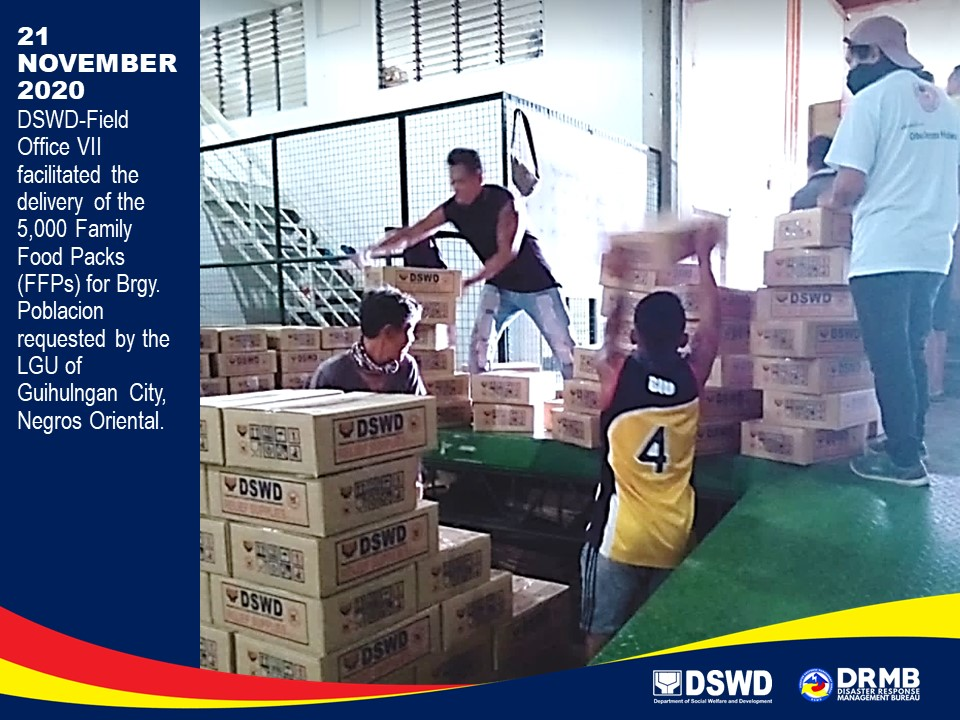 21
NOVEMBER
2020
DSWD-Field
Office VII
facilitated the
delivery of the
5,000 Family
Food Packs
(FFPs) for Brgy.
Poblacion
requested by the
LGU of
Guihulngan City,
Negros Oriental.
DSWD
DSWD
DSWD
DSWD
DSWD
DSWD
DSWD
DSWD
4
DSWD
Department of Social Welfare and Development
DRMB
DISASTER RESPONSE
MANAGEMENT BUREAU